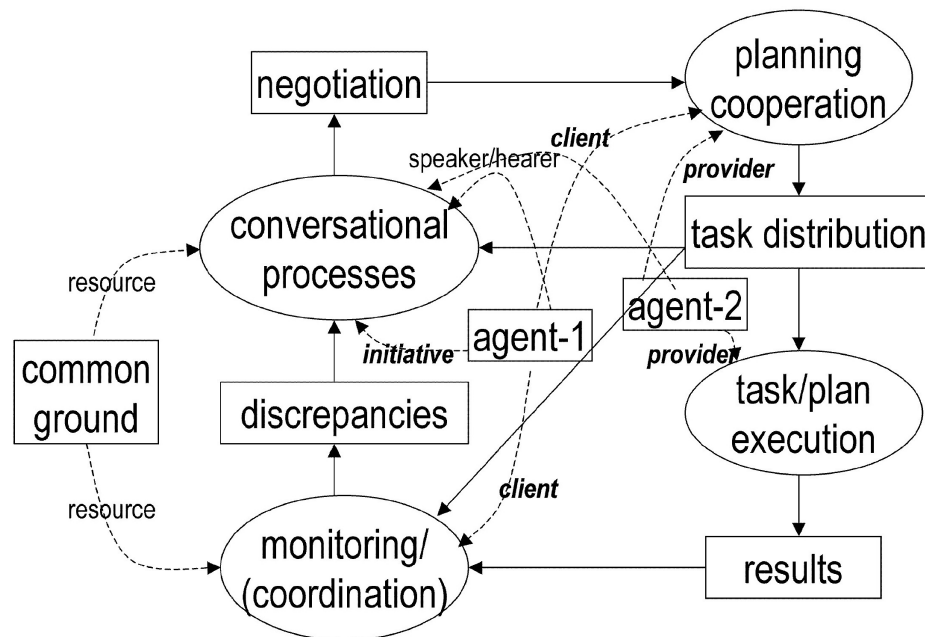 planning
cooperation
negotiation
client
speaker/hearer
provider
conversational
processes
task distribution
resource
agent-2
agent-1
initiative
provider
common
ground
discrepancies
task/plan
execution
client
resource
monitoring/
(coordination)
results